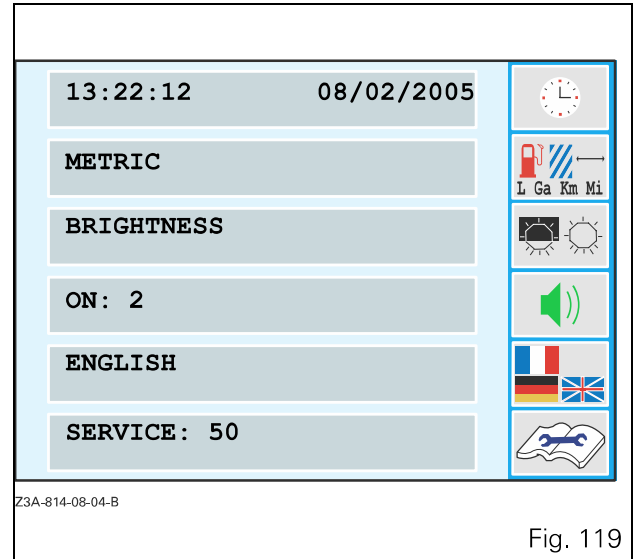 13:22:12 08/02/2005
METRIC
L Ga Km Mi
BRIGHTNESS
ON: 2
ENGLISH
SERVICE: 50
Z3A-814-08-04-B
Fig. 119